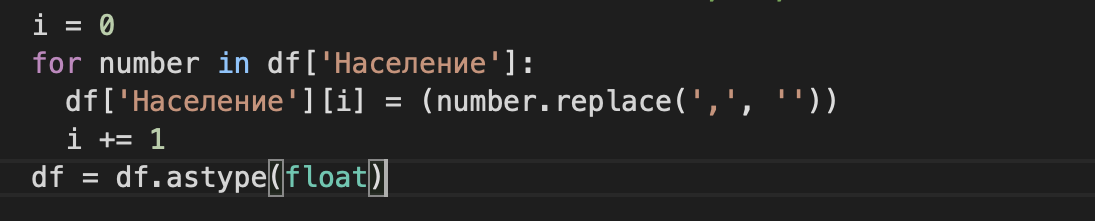 i = 0
for number in df['Население']:
  df['Население'][i] = (number.replace(',', ''))
  i += 1
df = df.astype(float)